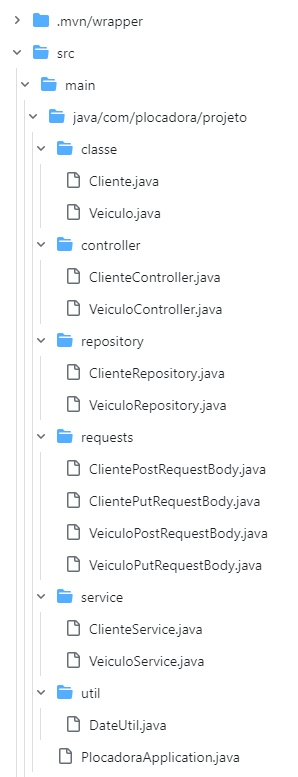 .mvn/wrapper
src
main
java/com/plocadora/projeto
classe
Cliente.java
Veiculo.java
controller
ClienteController.java
VeiculoController.java
repository
ClienteRepository.java
VeiculoRepository.java
requests
ClientePostRequestBody.java
ClientePutRequestBody.java
VeiculoPostRequestBody.java
VeiculoPutRequestBody.java
service
ClienteService.java
VeiculoService.java
util
DateUtil.java
PlocadoraApplication.java